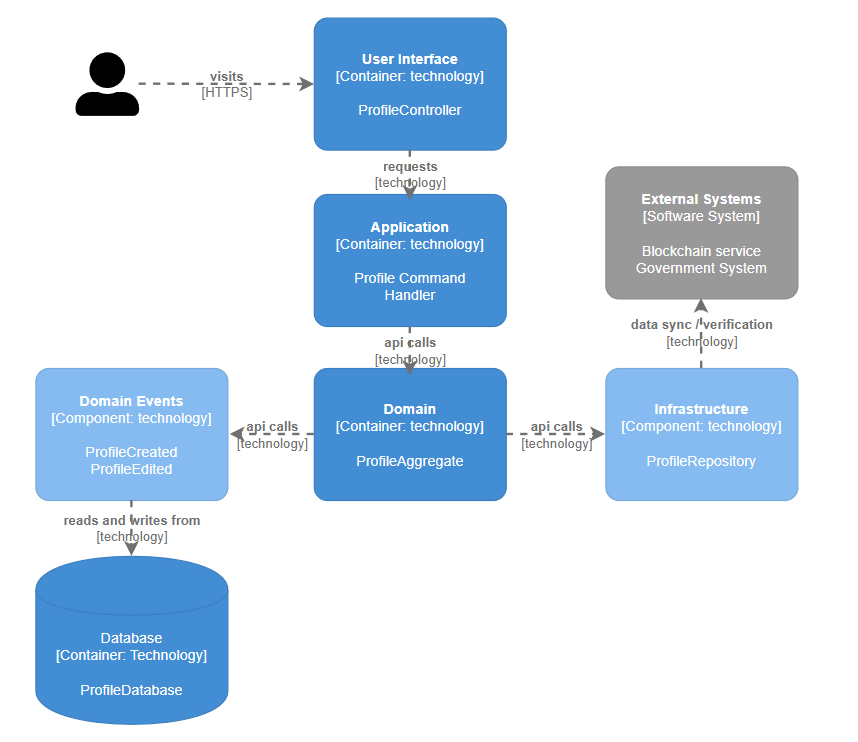 User Interface
[Container: technology]
ProfileController
visits
[HTTPS]
requests
[technology]
Application
[Container: technology]
Profile Command
Handler
External Systems
[Software System]
Blockchain service
Government System
api calls
[technology]
data sync / verification
[technology]
Domain Events
[Component: technology]
ProfileCreated
ProfileEdited
api calls
[technology]
Domain
[Container: technology]
ProfileAggregate
api calls
[technology]
Infrastructure
[Component: technology]
ProfileRepository
reads and writes from
[technology]
Database
[Container: Technology]
ProfileDatabase